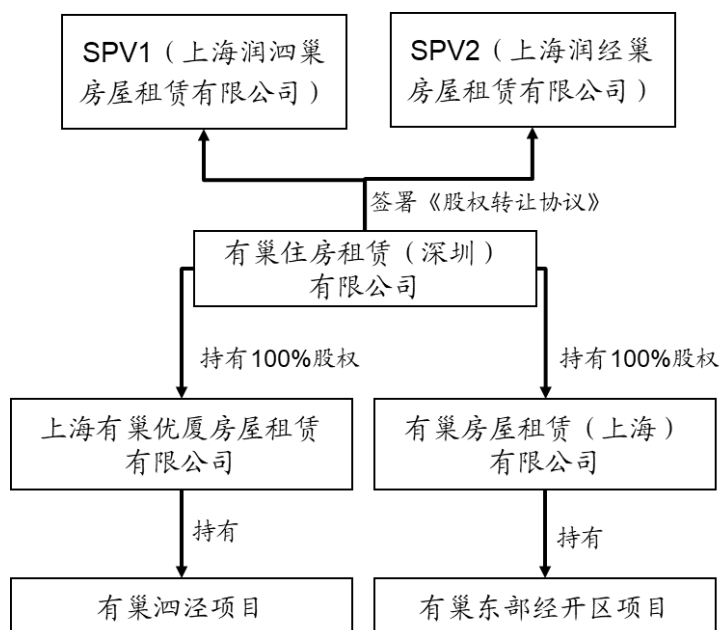 SPV1（上海润泗巢
房屋租赁有限公司）
SPV2（上海润经巢
房屋租赁有限公司）
签署《股权转让协议》
有巢住房租赁（深圳）
有限公司
持有100%股权
持有100%股权
上海有巢优厦房屋租赁
有限公司
有巢房屋租赁（上海）
有限公司
持有
持有
有巢泗泾项目
有巢东部经开区项目